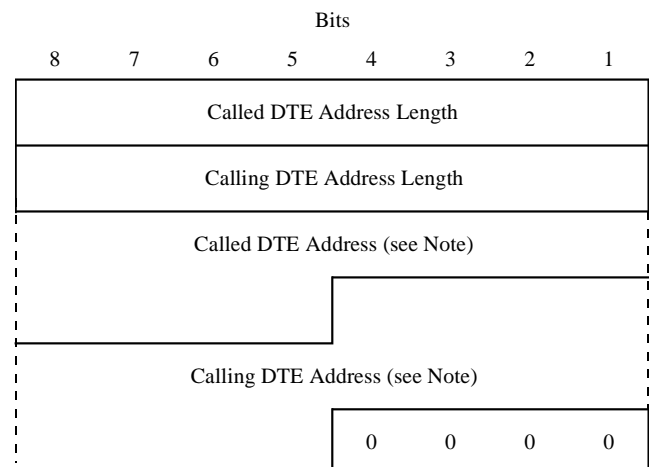 Bits
8 7 6 5 4 3 2 1
Called DTE Address Length
Calling DTE Address Length
Called DTE Address (see Note)
Calling DTE Address (see Note)
0 0 0 0